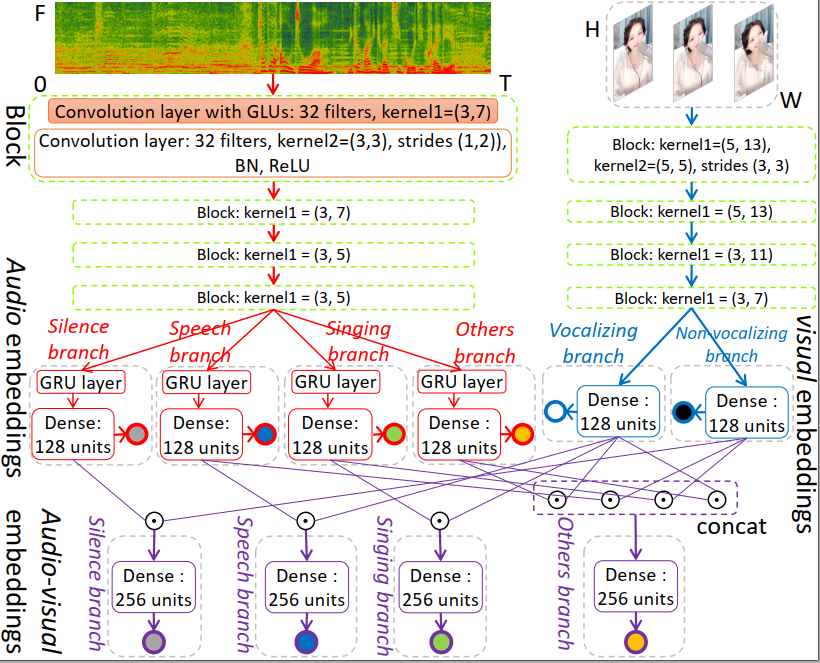 F
O
T
H
W
Block
Convolution layer with GLUs: 32 filters, kernel1=(3,7)
Convolution layer: 32 filters, kernel2=(3,3), strides (1,2)),
BN, ReLU
Block: kernel1 = (3, 7)
Block: kernel1 = (3, 5)
Block: kernel1 = (3, 5)
Block: kernel1=(5, 13),
kernel2=(5, 5), strides (3, 3)
Block: kernel1 = (5, 13)
Block: kernel1 = (3, 11)
Block: kernel1 = (3, 7)
Audio embeddings
Silence
branch
Speech
branch
Singing
branch
Others
branch
Vocalizing
branch
Non-vocalizing
branch
visual embeddings
GRU layer
GRU layer
GRU layer
GRU layer
Dense:
128 units
Dense:
128 units
Dense:
128 units
Dense:
128 units
Dense :
128 units
Dense :
128 units
concat
Audio-visual
embeddings
Silence branch
Speech branch
Singing branch
Others branch
Dense :
256 units
Dense :
256 units
Dense :
256 units
Dense :
256 units